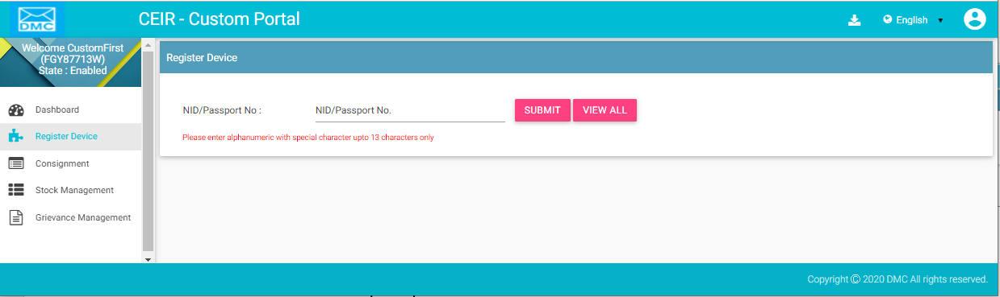 DMC
CEIR - Custom Portal
English
Welcome CustomFirst
(FGY87713W)
State : Enabled
Dashboard
Register Device
Consignment
Stock Management
Grievance Management
Register Device
NID/Passport No :
NID/Passport No.
SUBMIT
VIEW ALL
Please enter alphanumeric with special character upto 13 characters only
Copyright © 2020 DMC All rights reserved.